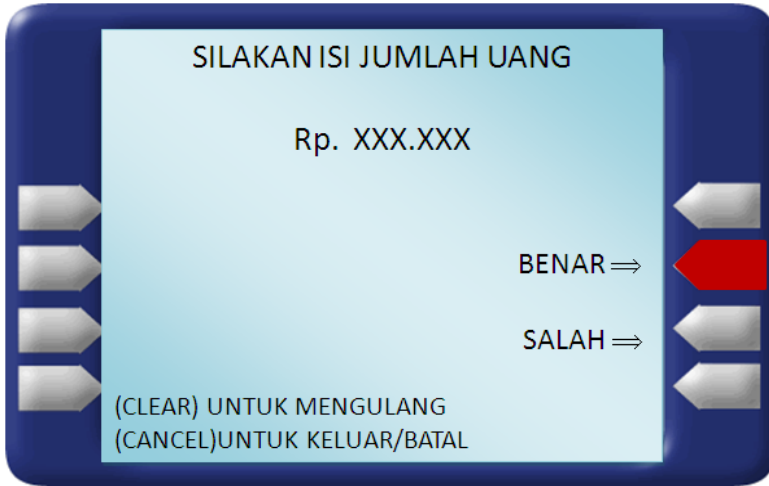 SILAKAN ISI JUMLAH UANG
Rp. XXX.XXX
BENAR⇒
SALAH⇒
(CLEAR) UNTUK MENGULANG
(CANCEL)UNTUK KELUAR/BATAL